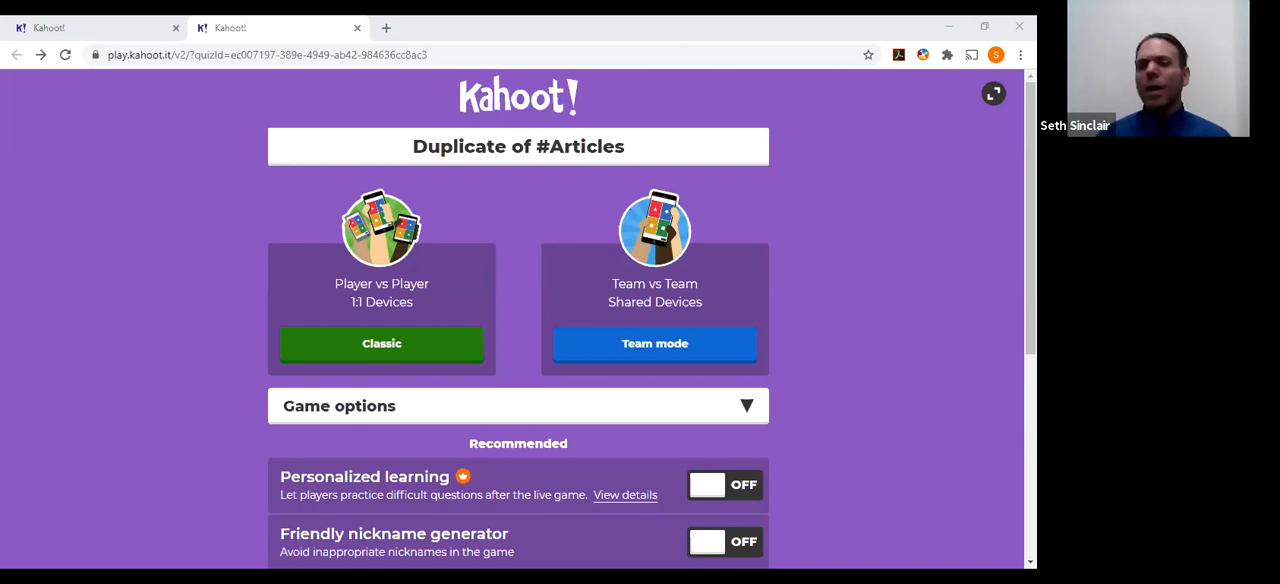 Kahoot!
Kahoot!
play.kahoot.it/v2/?quizId=ec007197-389e-4949-ab42-984636cc8ac3
S
Kahoot!
Duplicate of #Articles
Player vs Player
1:1 Devices
Classic
Team vs Team
Shared Devices
Team mode
Game options
Recommended
Personalized learning
Let players practice difficult questions after the live game. View details
OFF
Friendly nickname generator
Avoid inappropriate nicknames in the game
OFF
Seth Sinclair